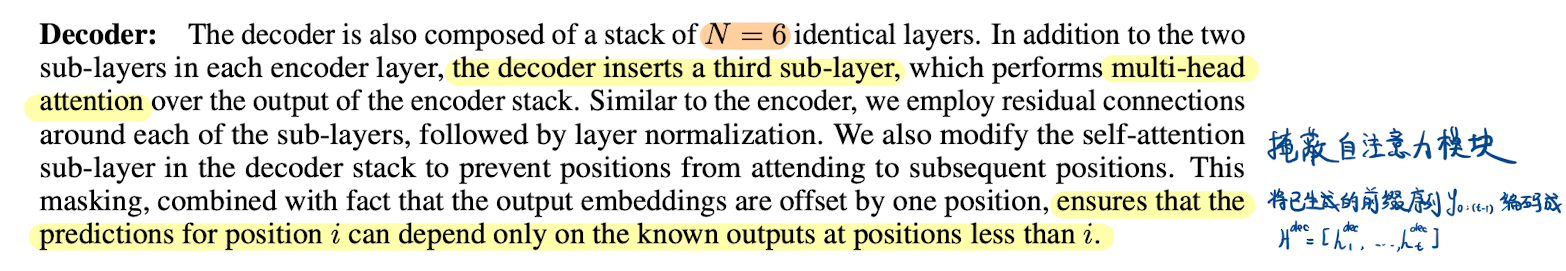 Decoder: The decoder is also composed of a stack of N = 6 identical layers. In addition to the two
sub-layers in each encoder layer, the decoder inserts a third sub-layer, which performs multi-head
attention over the output of the encoder stack. Similar to the encoder, we employ residual connections
around each of the sub-layers, followed by layer normalization. We also modify the self-attention
sub-layer in the decoder stack to prevent positions from attending to subsequent positions. This
masking, combined with fact that the output embeddings are offset by one position, ensures that the
predictions for position i can depend only on the known outputs at positions less than i.
掩蔽自注意力模块
将已生成的前缀序列 y₀:(t-1) 编码成
H^dec = [h₁^dec, ..., hₜ^dec]